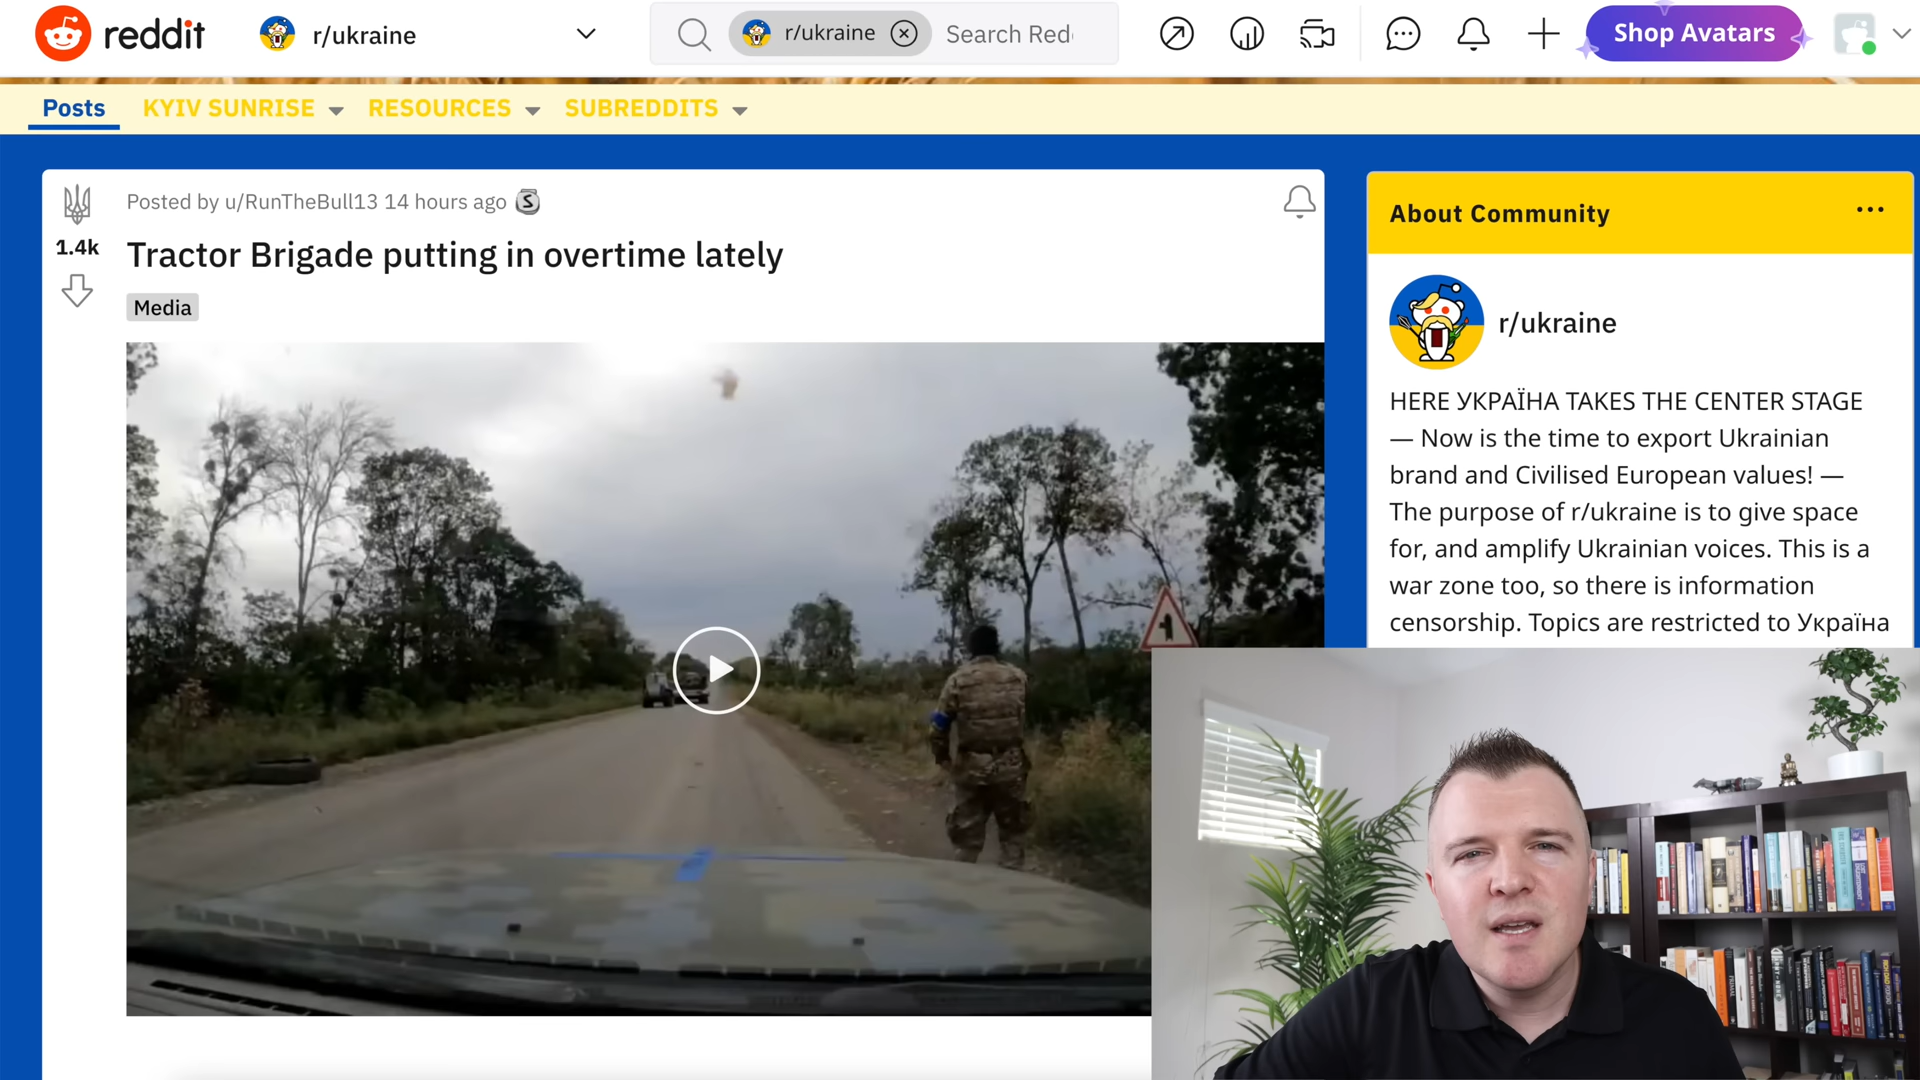 reddit
r/ukraine
r/ukraine
Search Red
Shop Avatars
Posts
KYIV SUNRISE
RESOURCES
SUBREDDITS
Posted by u/RunTheBull13 14 hours ago
S
1.4k
Tractor Brigade putting in overtime lately
Media
About Community
r/ukraine
HERE УКРАЇНА TAKES THE CENTER STAGE
— Now is the time to export Ukrainian
brand and Civilised European values! —
The purpose of r/ukraine is to give space
for, and amplify Ukrainian voices. This is a
war zone too, so there is information
censorship. Topics are restricted to Україна